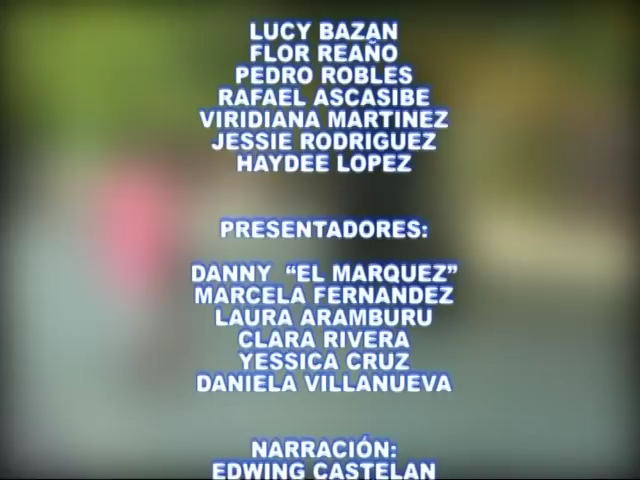 LUCY BAZAN
FLOR REAÑO
PEDRO ROBLES
RAFAEL ASCASIBE
VIRIDIANA MARTINEZ
JESSIE RODRIGUEZ
HAYDEE LOPEZ
PRESENTADORES:
DANNY "EL MARQUEZ"
MARCELA FERNANDEZ
LAURA ARAMBURU
CLARA RIVERA
YESSICA CRUZ
DANIELA VILLANUEVA
NARRACIÓN:
EDWING CASTELAN